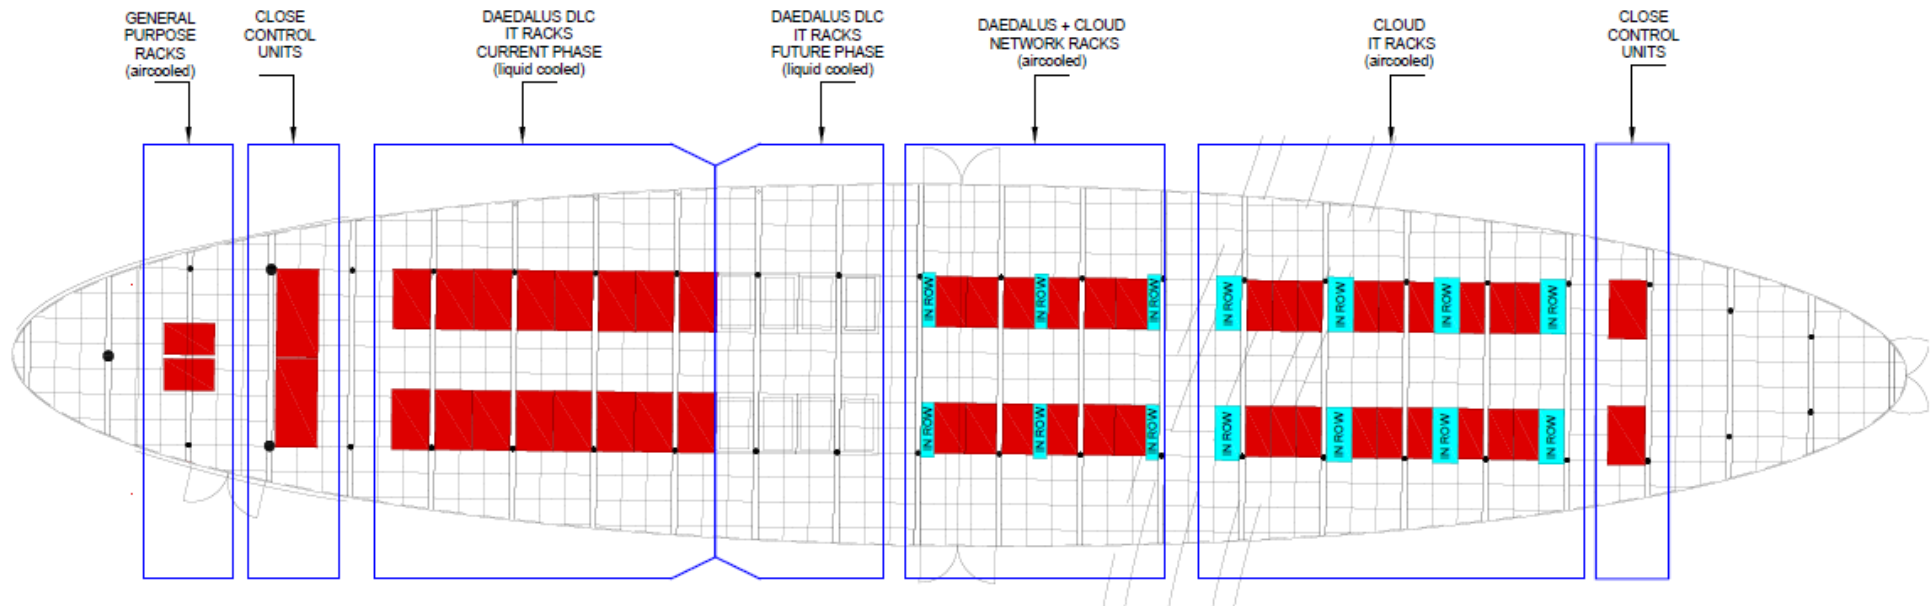 GENERAL
PURPOSE
RACKS
(aircooled)
CLOSE
CONTROL
UNITS
DAEDALUS DLC
IT RACKS
CURRENT PHASE
(liquid cooled)
DAEDALUS DLC
IT RACKS
FUTURE PHASE
(liquid cooled)
DAEDALUS + CLOUD
NETWORK RACKS
(aircooled)
CLOUD
IT RACKS
(aircooled)
CLOSE
CONTROL
UNITS
IN ROW
IN ROW
IN ROW
IN ROW
IN ROW
IN ROW
IN ROW
IN ROW
IN ROW
IN ROW
IN ROW
IN ROW
IN ROW
IN ROW